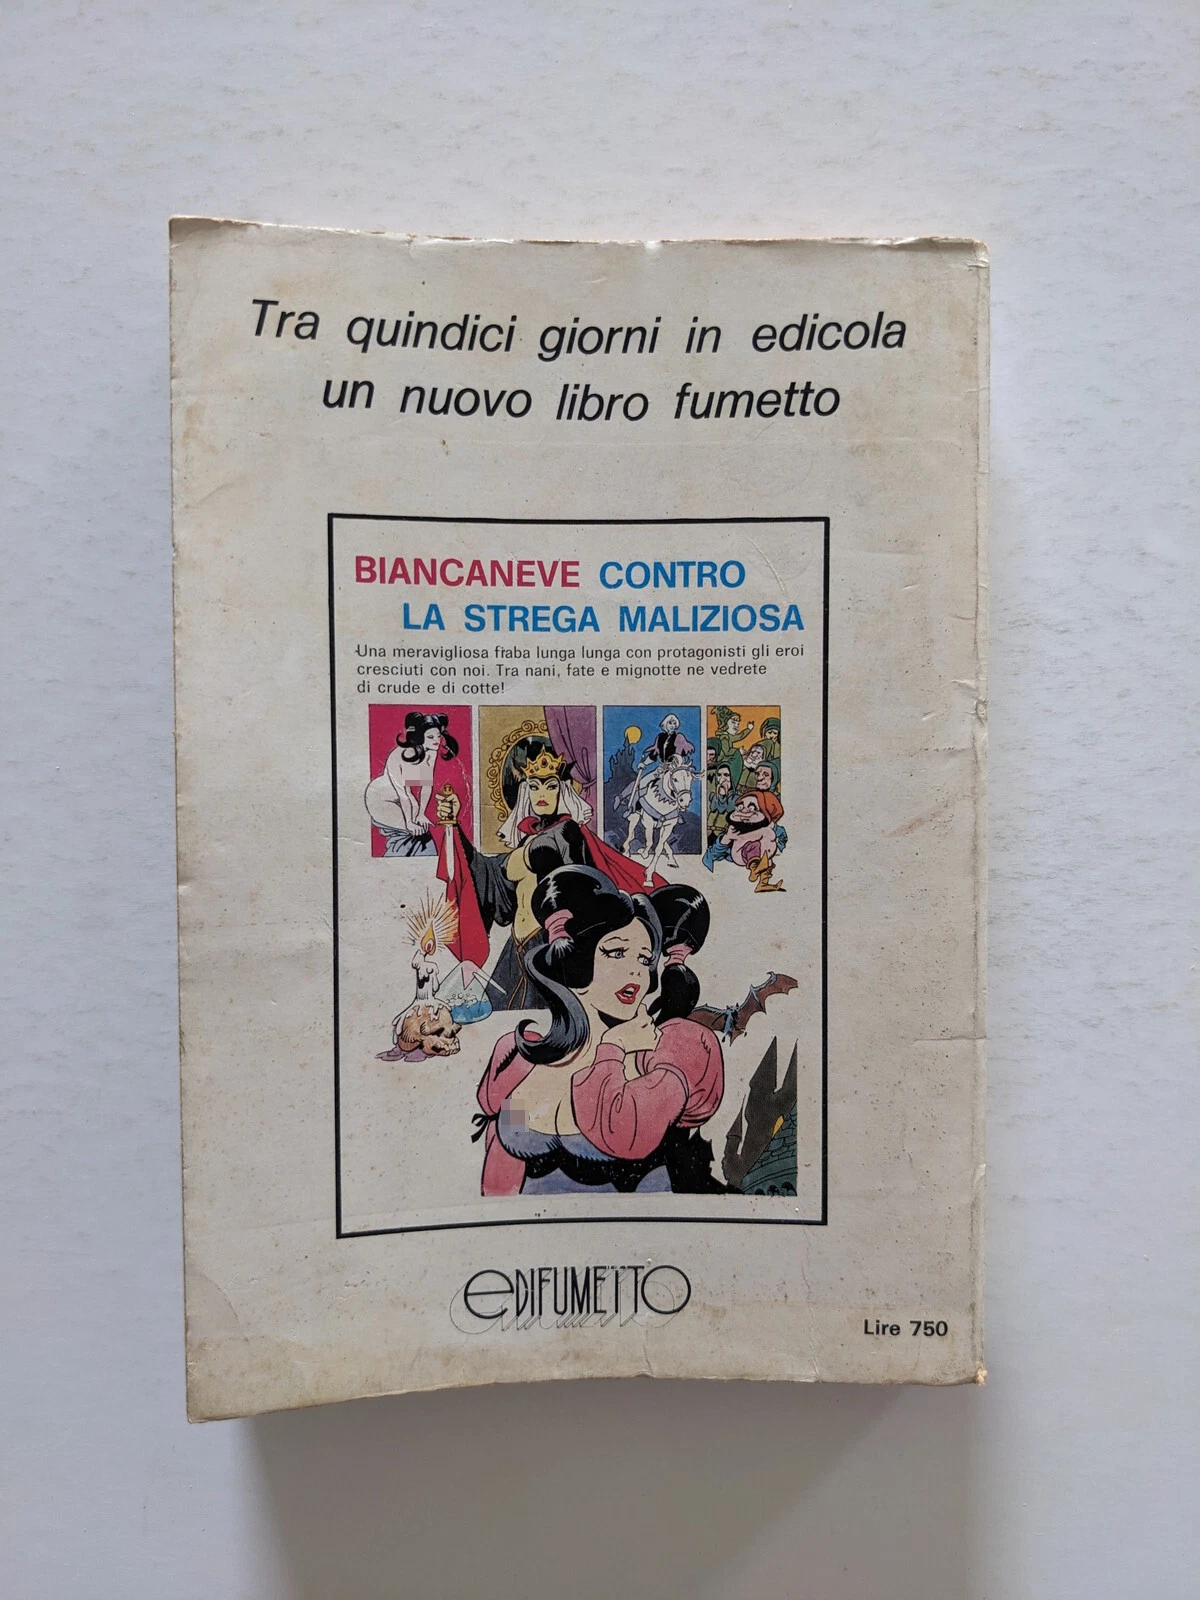 Tra quindici giorni in edicola
un nuovo libro fumetto
BIANCANEVE CONTRO
LA STREGA MALIZIOSA
Una meravigliosa fiaba lunga lunga con protagonisti gli eroi
cresciuti con noi. Tra nani, fate e mignotte ne vedrete
di crude e di cotte!
EDIFUMETTO
Lire 750